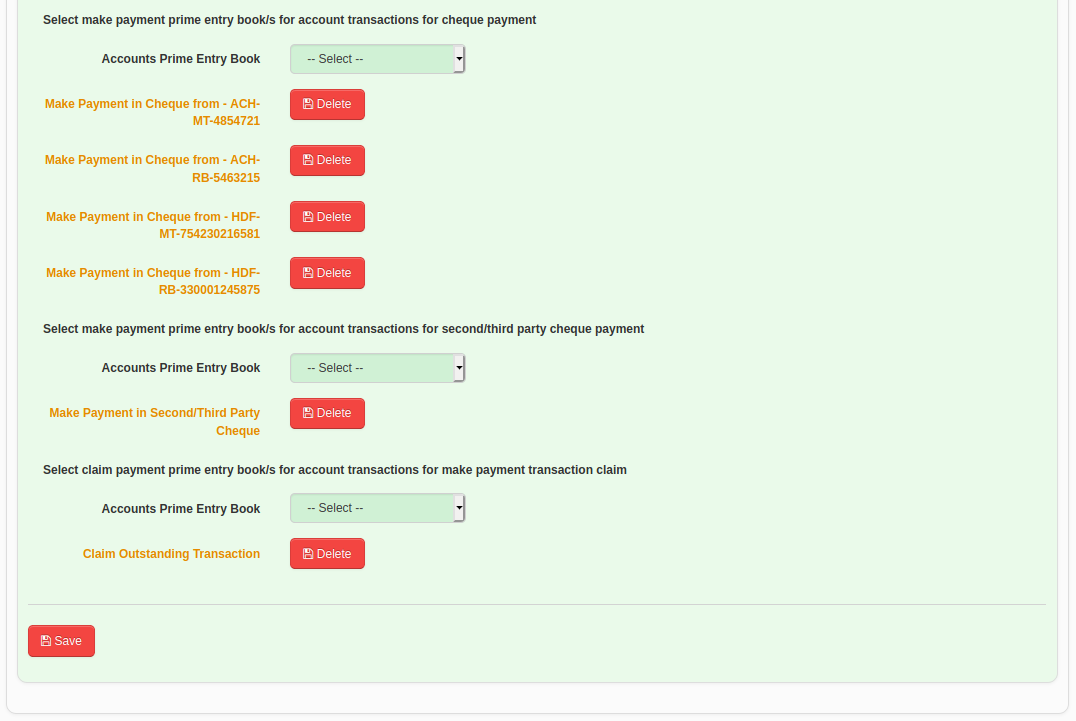 Select make payment prime entry book/s for account transactions for cheque payment
Accounts Prime Entry Book
-- Select --
Make Payment in Cheque from - ACH-
MT-4854721
Delete
Make Payment in Cheque from - ACH-
RB-5463215
Delete
Make Payment in Cheque from - HDF-
MT-754230216581
Delete
Make Payment in Cheque from - HDF-
RB-330001245875
Delete
Select make payment prime entry book/s for account transactions for second/third party cheque payment
Accounts Prime Entry Book
-- Select --
Make Payment in Second/Third Party
Cheque
Delete
Select claim payment prime entry book/s for account transactions for make payment transaction claim
Accounts Prime Entry Book
-- Select --
Claim Outstanding Transaction
Delete
Save